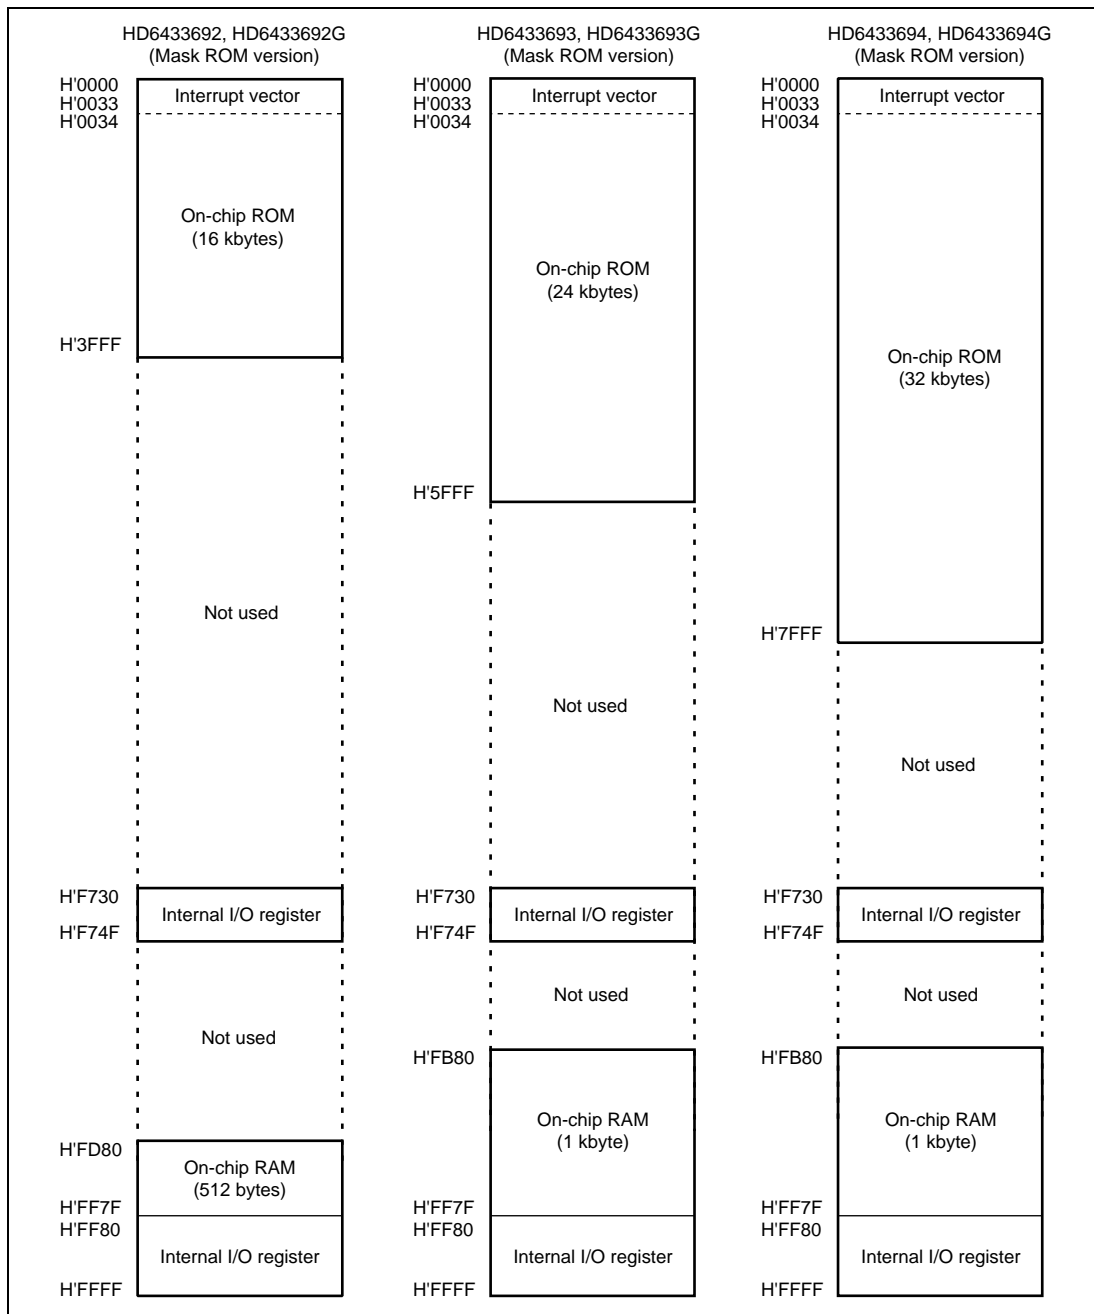 HD6433692, HD6433692G
(Mask ROM version)
H'0000
H'0033
H'0034
Interrupt vector
On-chip ROM
(16 kbytes)
H'3FFF
Not used
H'F730
Internal I/O register
H'F74F
Not used
H'FD80
On-chip RAM
(512 bytes)
H'FF7F
H'FF80
Internal I/O register
H'FFFF
HD6433693, HD6433693G
(Mask ROM version)
H'0000
H'0033
H'0034
Interrupt vector
On-chip ROM
(24 kbytes)
H'5FFF
Not used
H'F730
Internal I/O register
H'F74F
Not used
H'FB80
On-chip RAM
(1 kbyte)
H'FF7F
H'FF80
Internal I/O register
H'FFFF
HD6433694, HD6433694G
(Mask ROM version)
H'0000
H'0033
H'0034
Interrupt vector
On-chip ROM
(32 kbytes)
H'7FFF
Not used
H'F730
Internal I/O register
H'F74F
Not used
H'FB80
On-chip RAM
(1 kbyte)
H'FF7F
H'FF80
Internal I/O register
H'FFFF